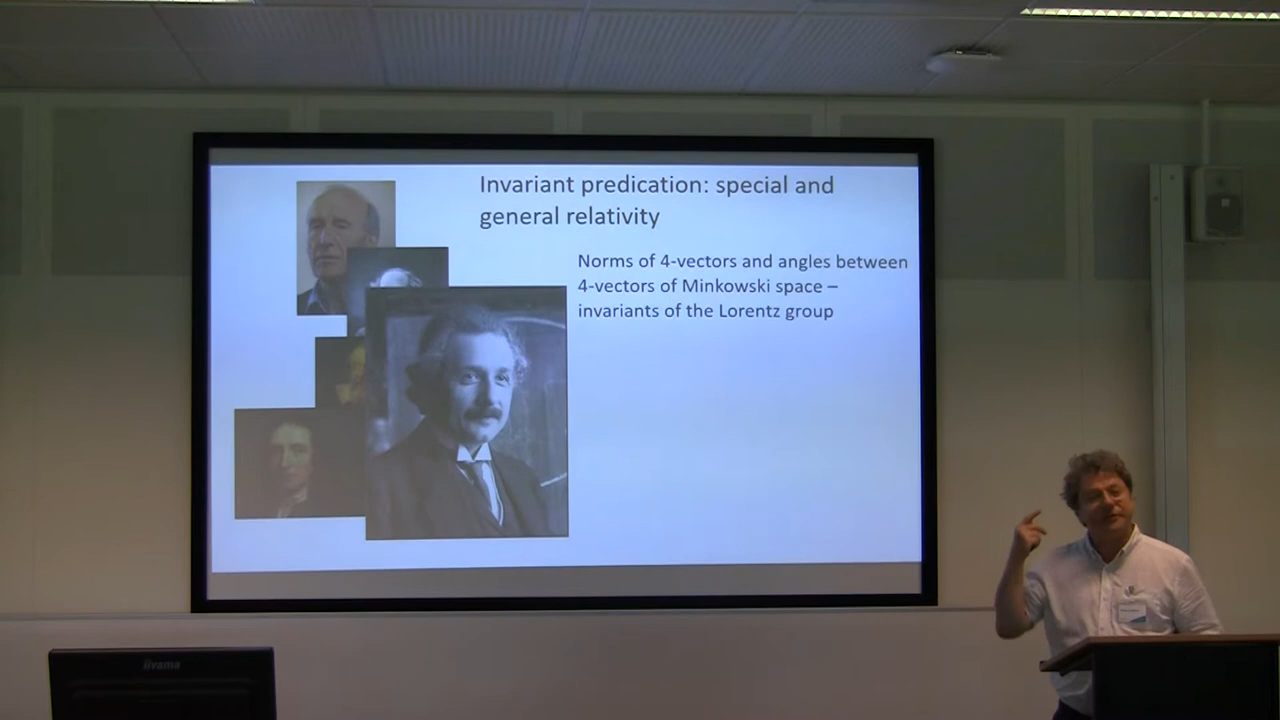 Invariant predication: special and
general relativity
Norms of 4-vectors and angles between
4-vectors of Minkowski space –
invariants of the Lorentz group
iiyama